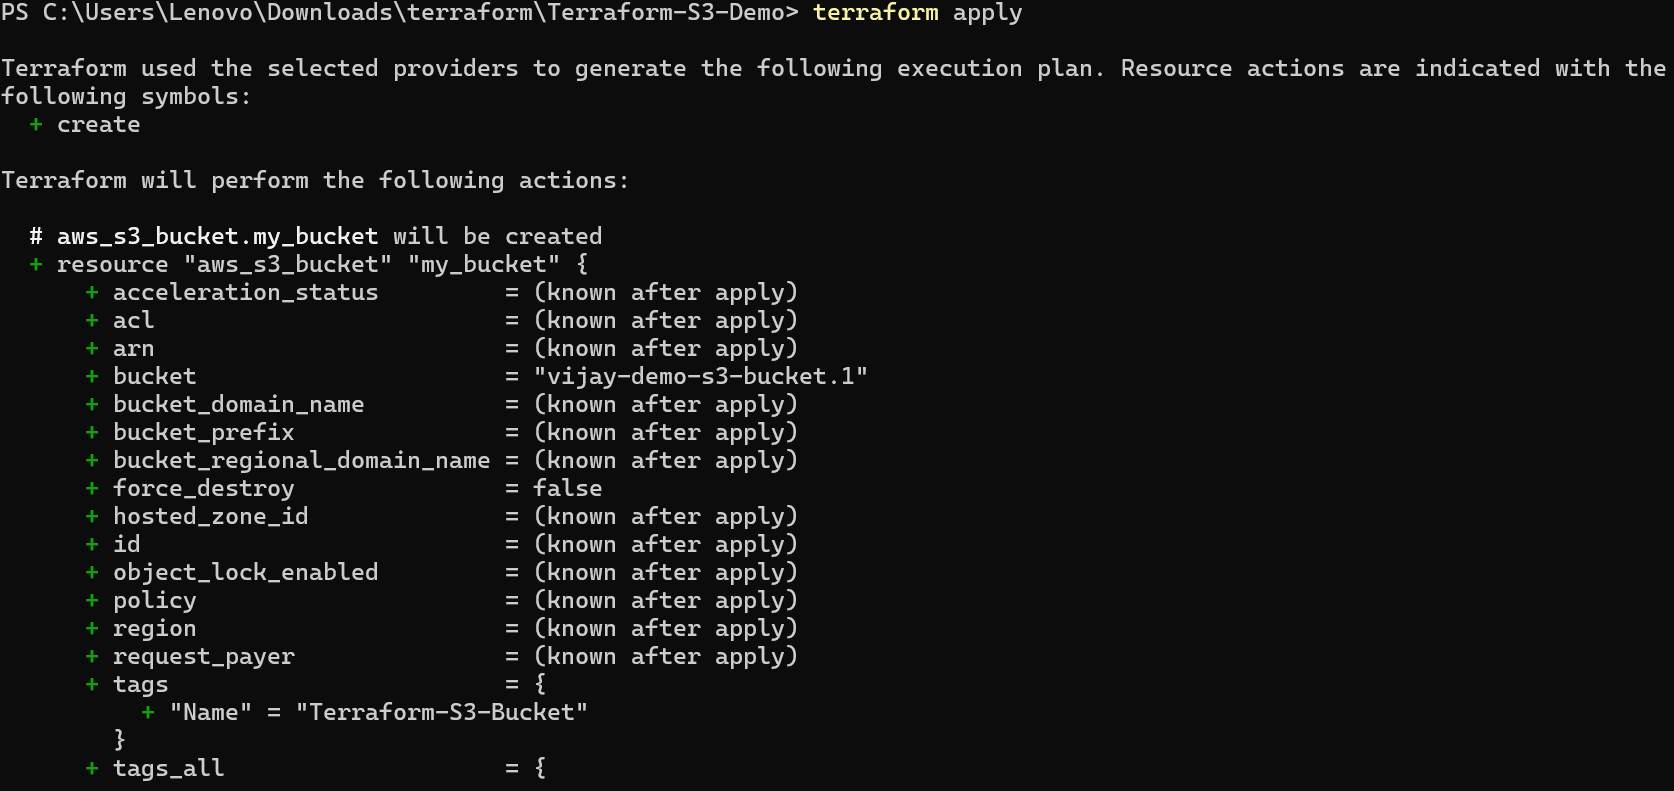 PS C:\Users\Lenovo\Downloads\terraform\Terraform-S3-Demo> terraform apply
Terraform used the selected providers to generate the following execution plan. Resource actions are indicated with the
following symbols:
  + create
Terraform will perform the following actions:
  # aws_s3_bucket.my_bucket will be created
  + resource "aws_s3_bucket" "my_bucket" {
      + acceleration_status         = (known after apply)
      + acl                         = (known after apply)
      + arn                         = (known after apply)
      + bucket                      = "vijay-demo-s3-bucket.1"
      + bucket_domain_name          = (known after apply)
      + bucket_prefix               = (known after apply)
      + bucket_regional_domain_name = (known after apply)
      + force_destroy               = false
      + hosted_zone_id              = (known after apply)
      + id                          = (known after apply)
      + object_lock_enabled         = (known after apply)
      + policy                      = (known after apply)
      + region                      = (known after apply)
      + request_payer               = (known after apply)
      + tags                        = {
          + "Name" = "Terraform-S3-Bucket"
        }
      + tags_all                    = {